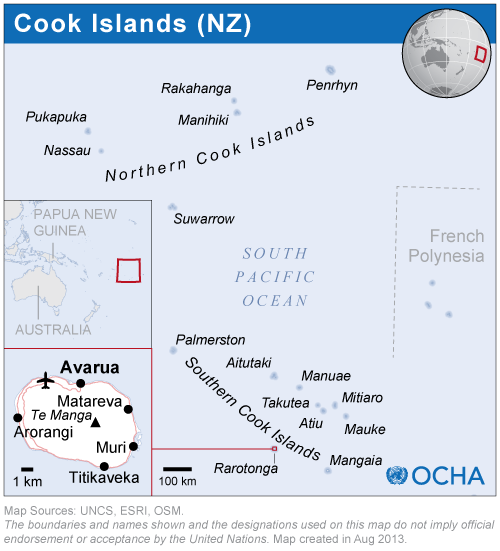 Cook Islands (NZ)
Penrhyn
Rakahanga
Manihiki
Pukapuka
Nassau
Northern Cook Islands
Suwarrow
PAPUA NEW
GUINEA
AUSTRALIA
SOUTH
PACIFIC
OCEAN
French
Polynesia
Palmerston
Aitutaki
Manuae
Takutea
Mitiaro
Atiu
Mauke
Southern Cook Islands
Mangaia
Rarotonga
Avarua
Matareva
Te Manga
Arorangi
Muri
Titikaveka
1 km
100 km
OCHA
Map Sources: UNCS, ESRI, OSM.
The boundaries and names shown and the designations used on this map do not imply official
endorsement or acceptance by the United Nations. Map created in Aug 2013.